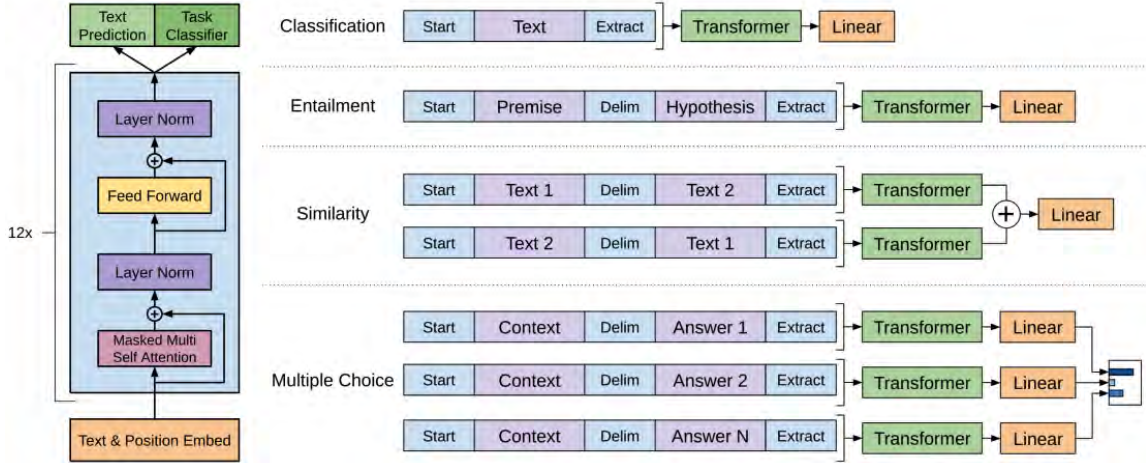 Text
Prediction
Task
Classifier
Layer Norm
Feed Forward
12x
Layer Norm
Masked Multi
Self Attention
Text & Position Embed
Classification
Start Text Extract Transformer Linear
Entailment
Start Premise Delim Hypothesis Extract Transformer Linear
Similarity
Start Text 1 Delim Text 2 Extract Transformer
Linear
Start Text 2 Delim Text 1 Extract Transformer
Multiple Choice
Start Context Delim Answer 1 Extract Transformer Linear
Start Context Delim Answer 2 Extract Transformer Linear
Start Context Delim Answer N Extract Transformer Linear